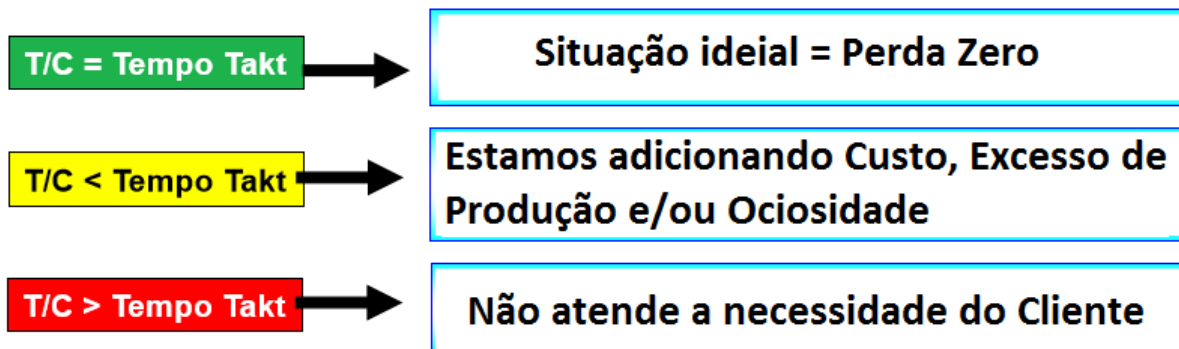 T/C = Tempo Takt
Situação ideial = Perda Zero
T/C < Tempo Takt
Estamos adicionando Custo, Excesso de
Produção e/ou Ociosidade
T/C > Tempo Takt
Não atende a necessidade do Cliente